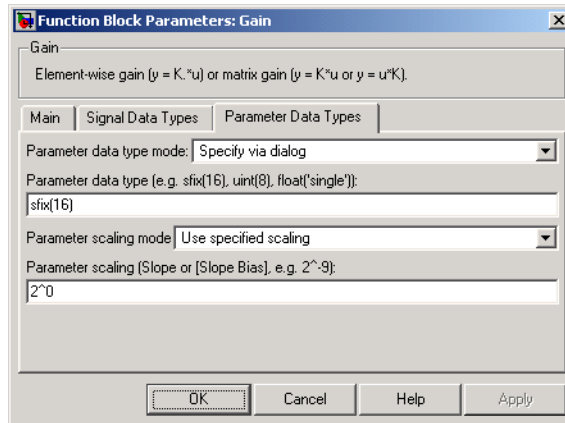 Function Block Parameters: Gain
Gain
Element-wise gain (y = K.*u) or matrix gain (y = K*u or y = u*K).
Main Signal Data Types Parameter Data Types
Parameter data type mode: Specify via dialog
Parameter data type (e.g. sfix(16), uint(8), float('single')):
sfix(16)
Parameter scaling mode Use specified scaling
Parameter scaling (Slope or [Slope Bias], e.g. 2^-9):
2^0
OK Cancel Help Apply